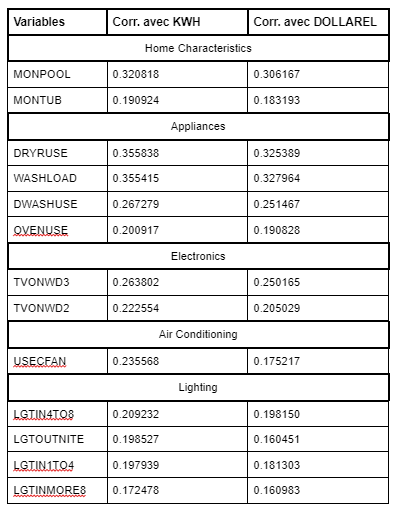 Variables Corr. avec KWH Corr. avec DOLLAREL
Home Characteristics
MONPOOL 0.320818 0.306167
MONTUB 0.190924 0.183193
Appliances
DRYRUSE 0.355838 0.325389
WASHLOAD 0.355415 0.327964
DWASHUSE 0.267279 0.251467
OVENUSE 0.200917 0.190828
Electronics
TVONWD3 0.263802 0.250165
TVONWD2 0.222554 0.205029
Air Conditioning
USECFAN 0.235568 0.175217
Lighting
LGTIN4TO8 0.209232 0.198150
LGTOUTNITE 0.198527 0.160451
LGTIN1TO4 0.197939 0.181303
LGTINMORE8 0.172478 0.160983